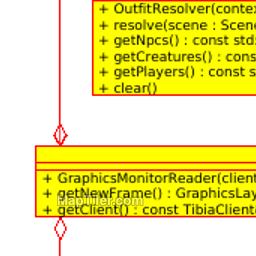 + OutfitResolver(contex
+ resolve(scene : Scene
+ getNpcs() : const std:
+ getCreatures() : cons
+ getPlayers() : const s
+ clear()
+ GraphicsMonitorReader(client
+ getNewFrame() : GraphicsLay
MapTiler.com
+ getClient() : const TibiaClient